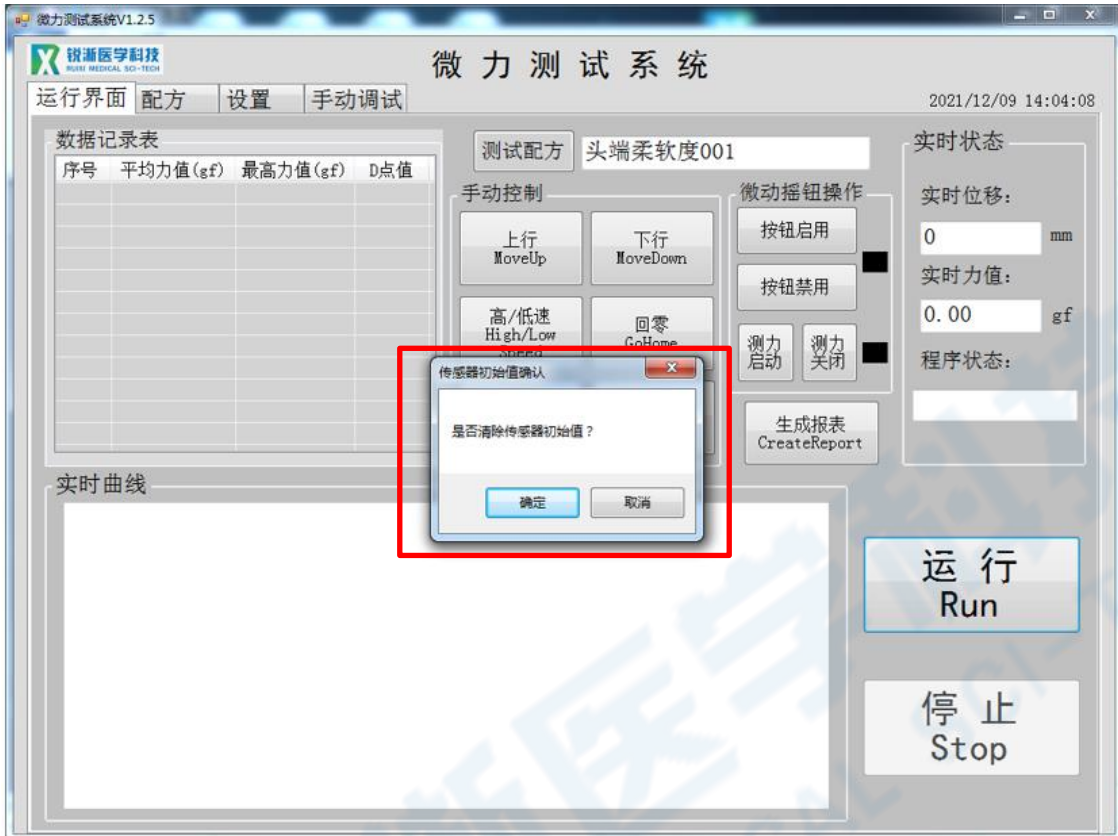 微力测试系统V1.2.5
锐渐医学科技
RUIXI MEDICAL SCI-TECH
微力测试系统
运行界面 配方 设置 手动调试
2021/12/09 14:04:08
数据记录表
序号 平均力值(gf) 最高力值(gf) D点值
测试配方 头端柔软度001
手动控制
上行
MoveUp
下行
MoveDown
高/低速
High/Low
Speed
回零
GoHome
微动摇钮操作
按钮启用
按钮禁用
测力
启动
测力
关闭
生成报表
CreateReport
实时状态
实时位移:
0 mm
实时力值:
0.00 gf
程序状态:
传感器初始值确认
是否清除传感器初始值?
确定 取消
实时曲线
运 行
Run
停 止
Stop